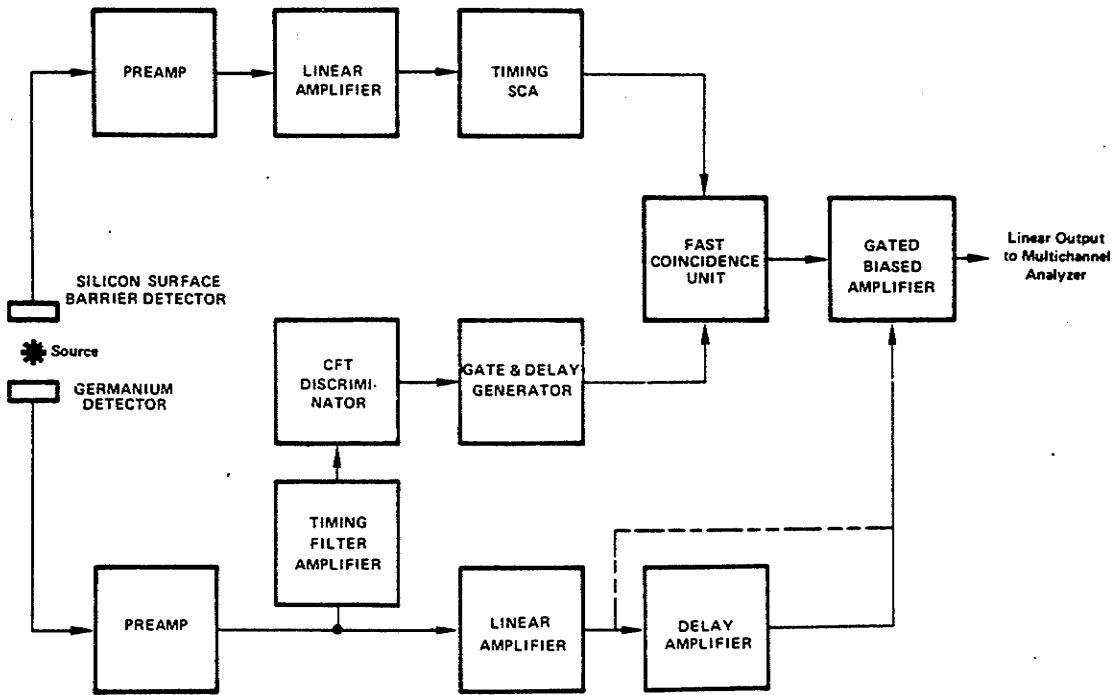 PREAMP
LINEAR
AMPLIFIER
TIMING
SCA
SILICON SURFACE
BARRIER DETECTOR
Source
GERMANIUM
DETECTOR
FAST
COINCIDENCE
UNIT
GATED
BIASED
AMPLIFIER
Linear Output
to Multichannel
Analyzer
CFT
DISCRIMI-
NATOR
GATE & DELAY
GENERATOR
TIMING
FILTER
AMPLIFIER
PREAMP
LINEAR
AMPLIFIER
DELAY
AMPLIFIER